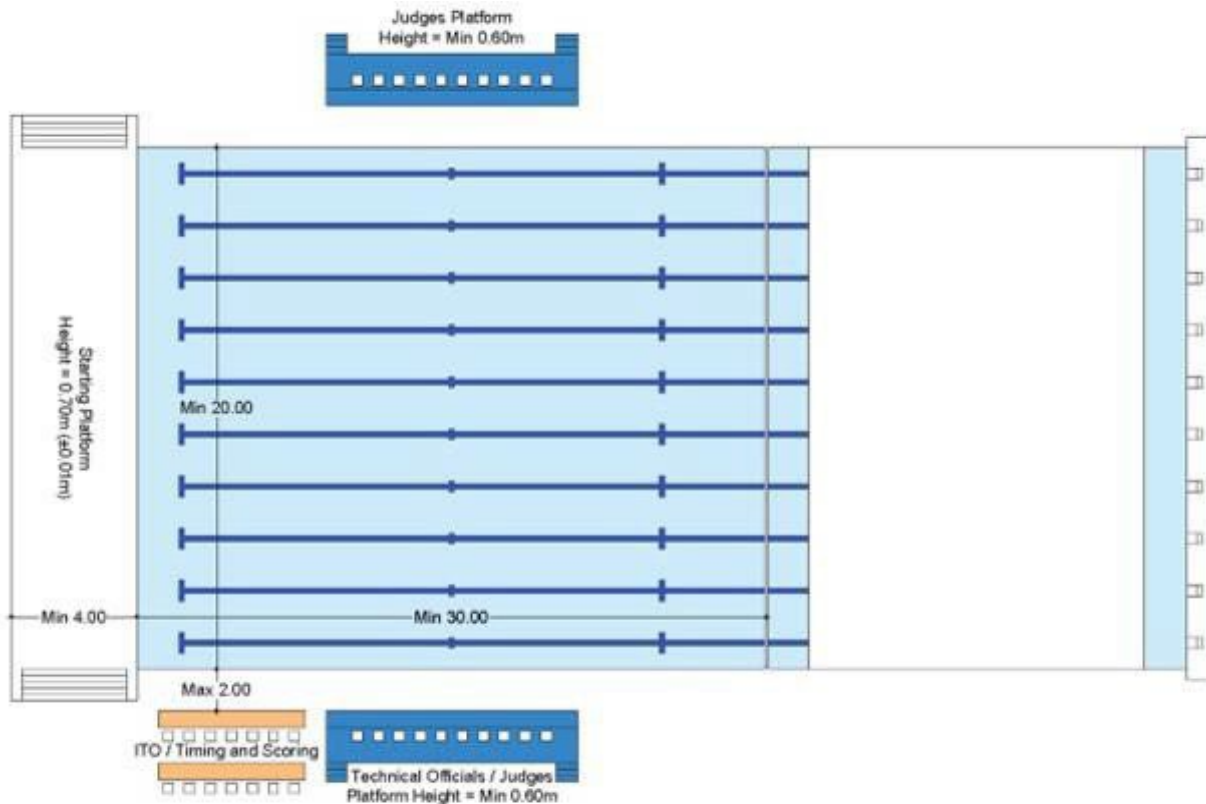 Judges Platform
Height = Min 0.60m
Starting Platform
Height = 0.70m (±0.01m)
Min 20.00
Min 4.00
Min 30.00
Max 2.00
ITO / Timing and Scoring
Technical Officials / Judges
Platform Height = Min 0.60m